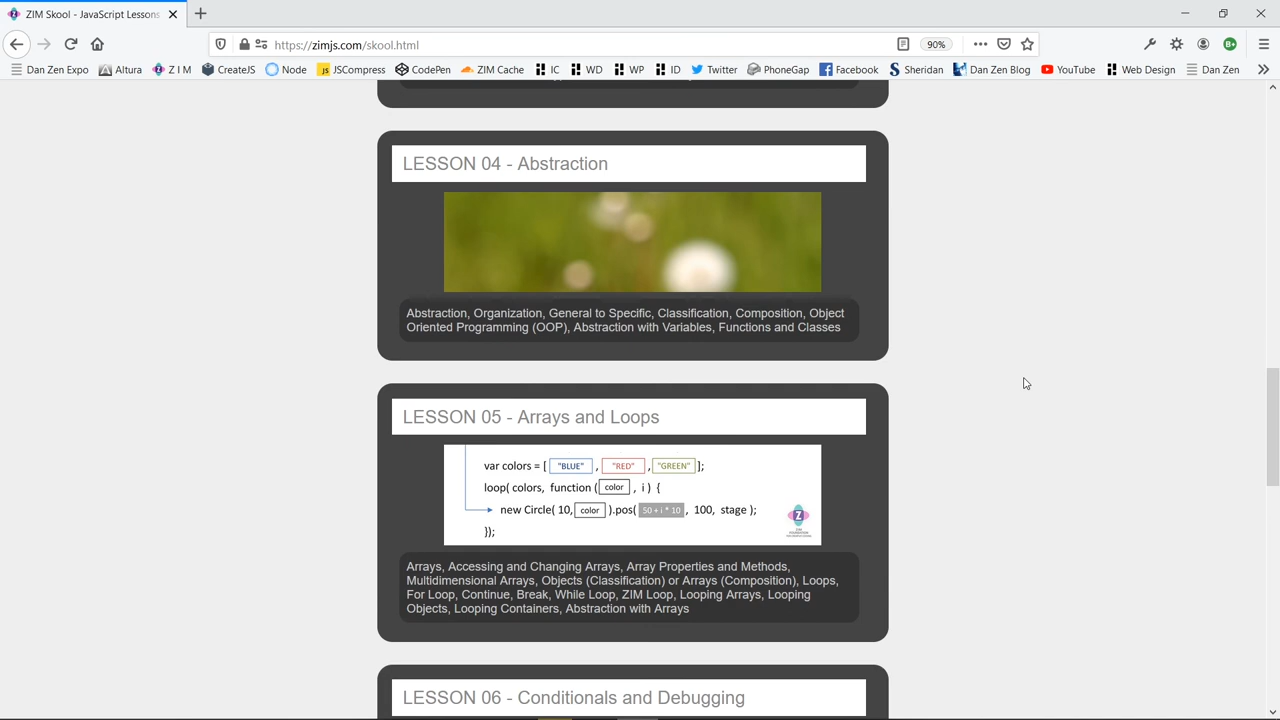 ZIM Skool - JavaScript Lessons
https://zimjs.com/skool.html
90%
Dan Zen Expo
Altura
Z I M
CreateJS
Node
JS JSCompress
CodePen
ZIM Cache
IC
WD
WP
ID
Twitter
PhoneGap
Facebook
Sheridan
Dan Zen Blog
YouTube
Web Design
Dan Zen
B+
LESSON 04 - Abstraction
Abstraction, Organization, General to Specific, Classification, Composition, Object
Oriented Programming (OOP), Abstraction with Variables, Functions and Classes
LESSON 05 - Arrays and Loops
var colors = [ "BLUE" , "RED" , "GREEN" ];
loop( colors, function ( color , i ) {
new Circle( 10, color ).pos( 50 + i * 10 , 100, stage );
});
Z
Arrays, Accessing and Changing Arrays, Array Properties and Methods,
Multidimensional Arrays, Objects (Classification) or Arrays (Composition), Loops,
For Loop, Continue, Break, While Loop, ZIM Loop, Looping Arrays, Looping
Objects, Looping Containers, Abstraction with Arrays
LESSON 06 - Conditionals and Debugging